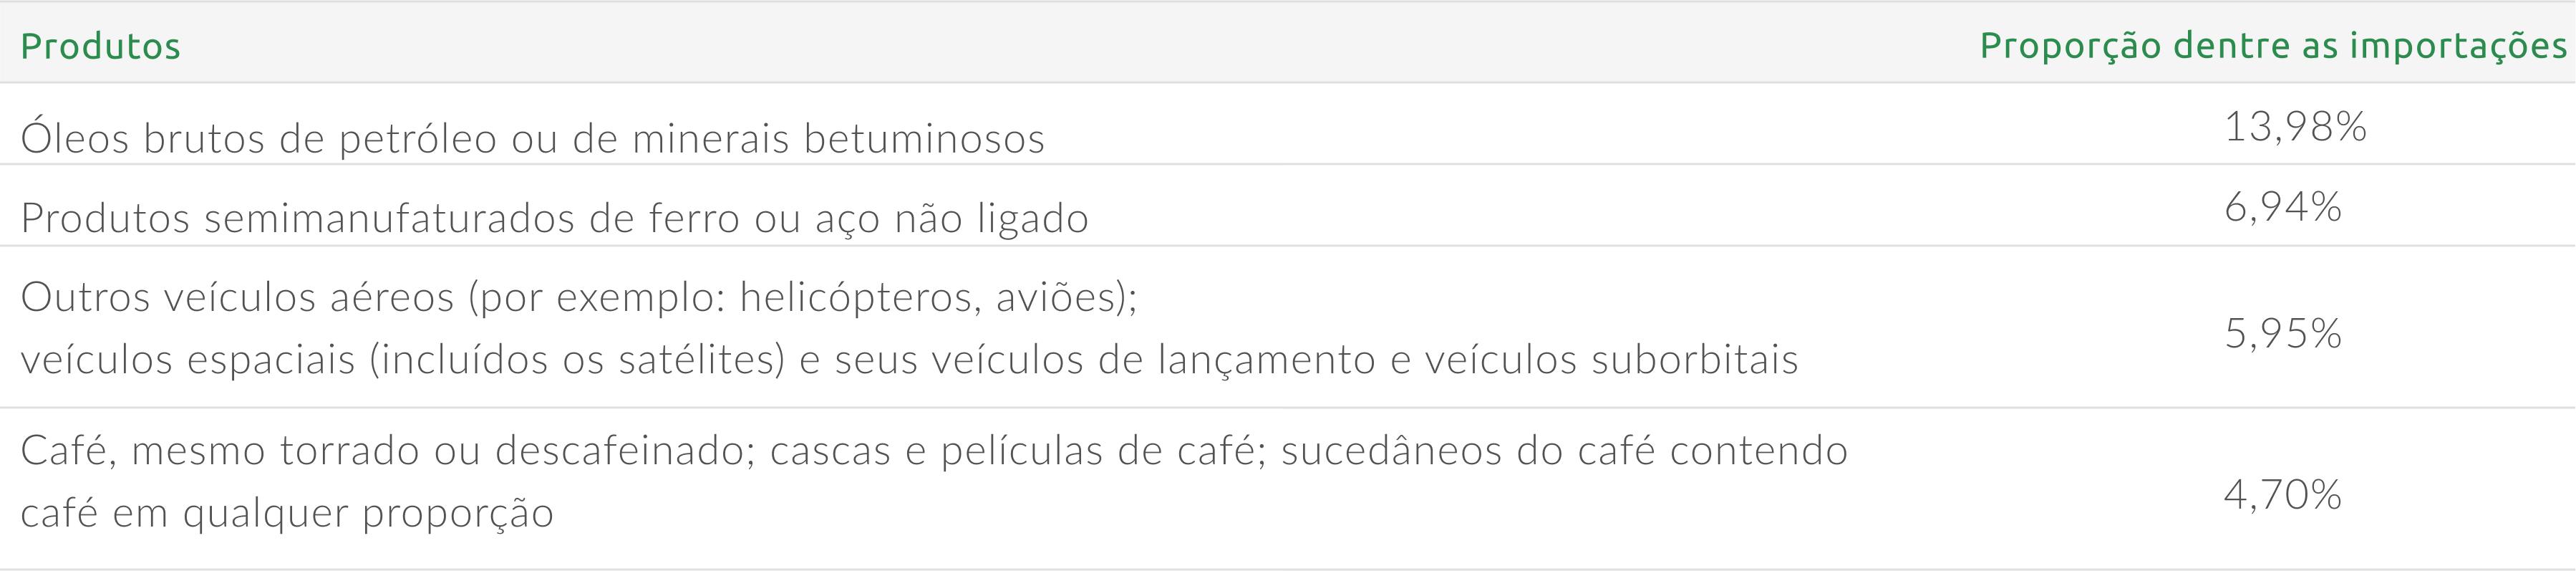 Produtos
Proporção dentre as importações
Óleos brutos de petróleo ou de minerais betuminosos
13,98%
Produtos semimanufaturados de ferro ou aço não ligado
6,94%
Outros veículos aéreos (por exemplo: helicópteros, aviões);
veículos espaciais (incluídos os satélites) e seus veículos de lançamento e veículos suborbitais
5,95%
Café, mesmo torrado ou descafeinado; cascas e películas de café; sucedâneos do café contendo
café em qualquer proporção
4,70%